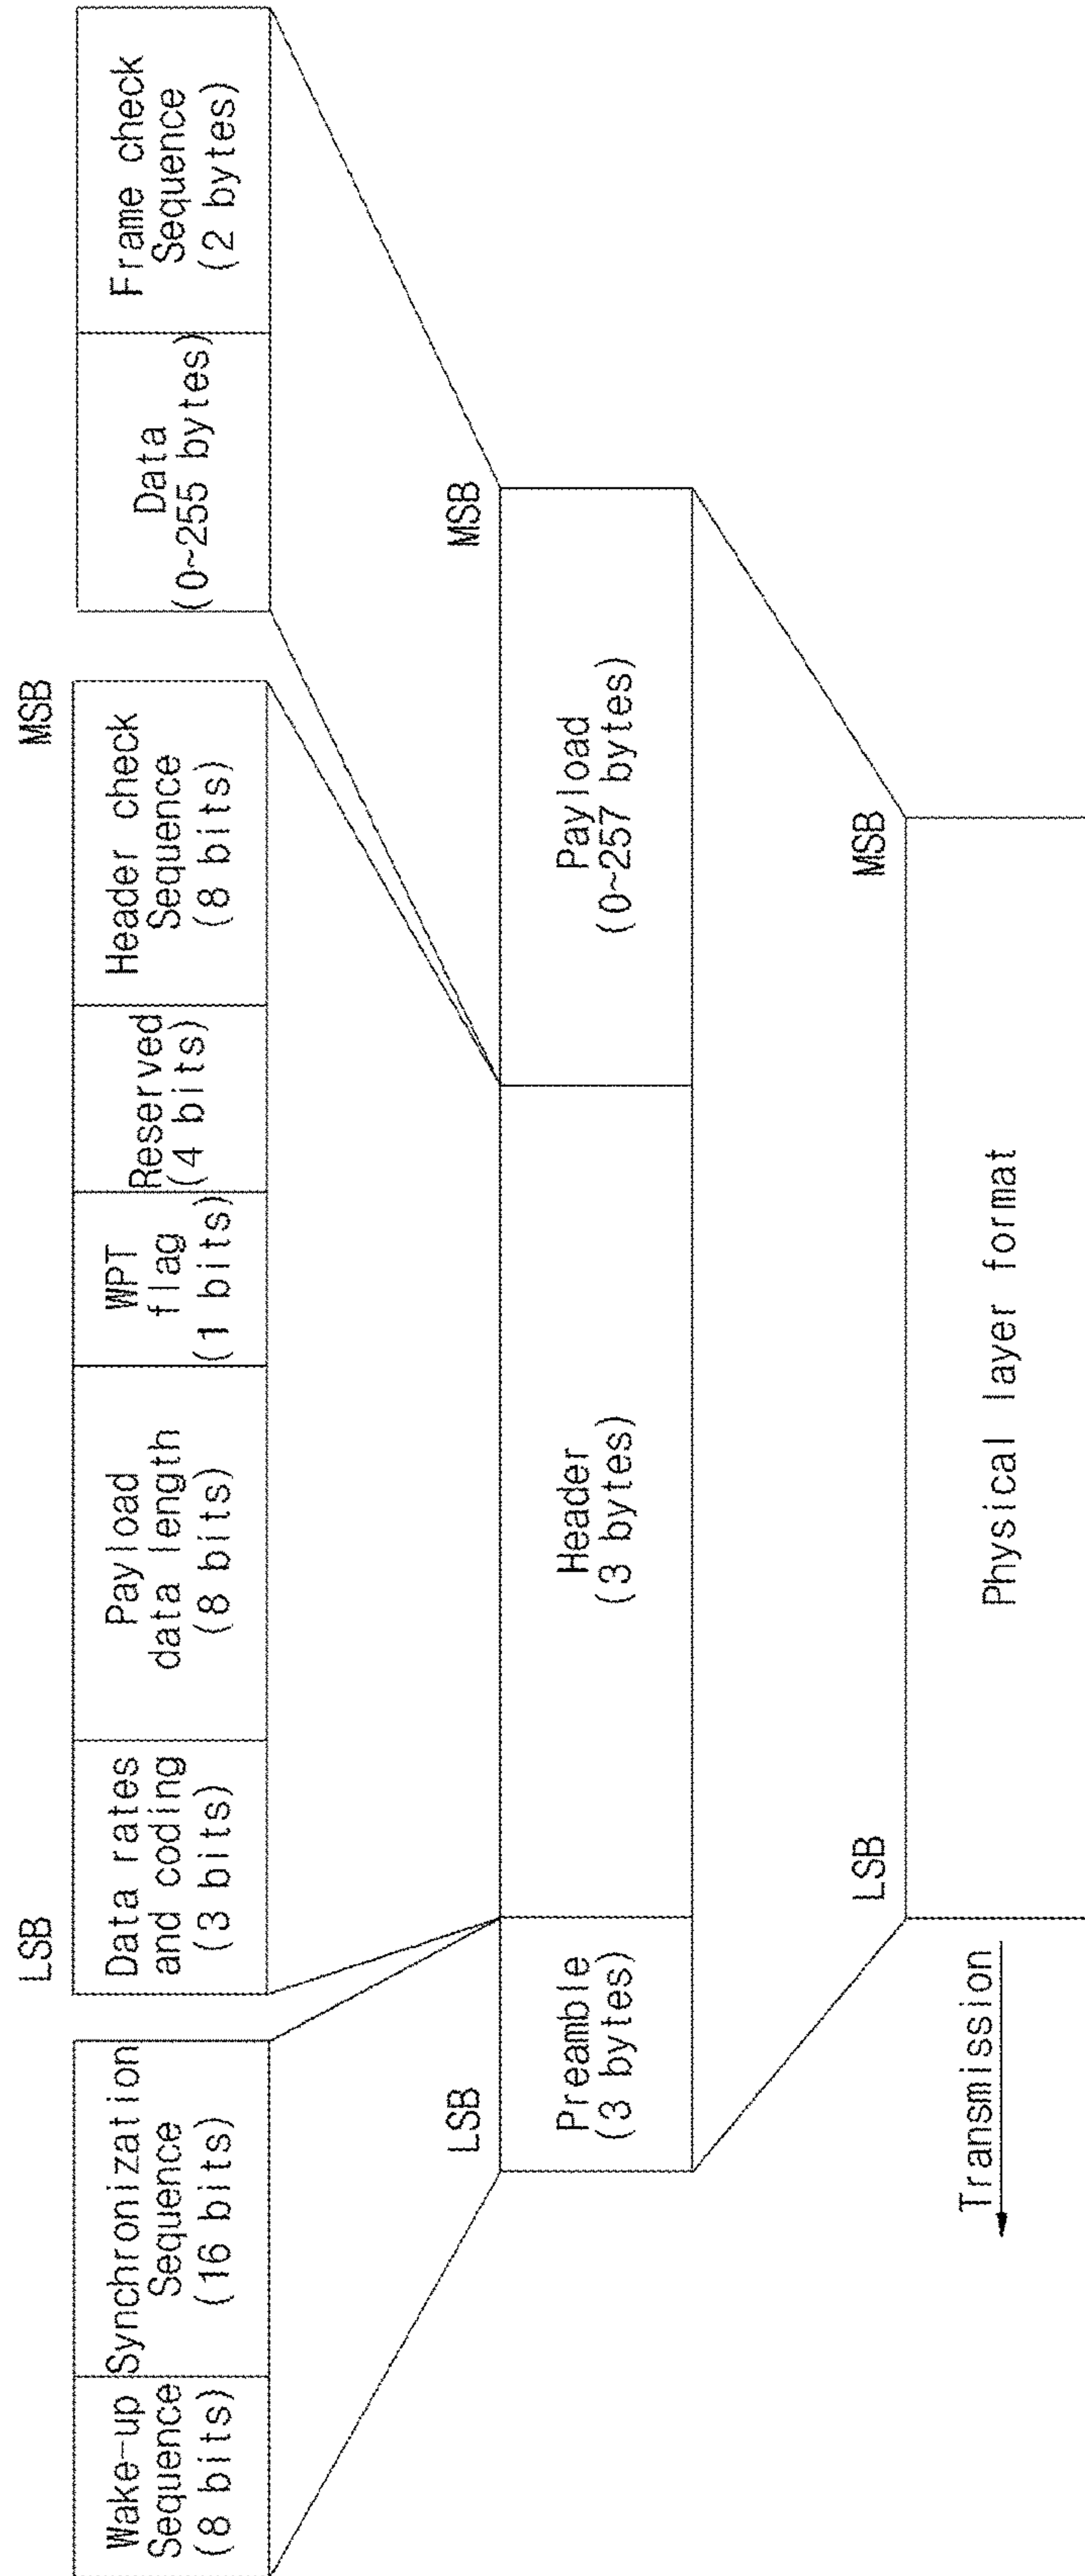 LSB
MSB
Wake-up
Sequence
(8 bits)
Synchronization
Sequence
(16 bits)
Data rates
and coding
(3 bits)
Payload
data length
(8 bits)
WPT
flag
(1 bits)
Reserved
(4 bits)
Header check
Sequence
(8 bits)
Data
(0~255 bytes)
Frame check
Sequence
(2 bytes)
LSB
MSB
Preamble
(3 bytes)
Header
(3 bytes)
Payload
(0~257 bytes)
LSB
MSB
Transmission
Physical layer format